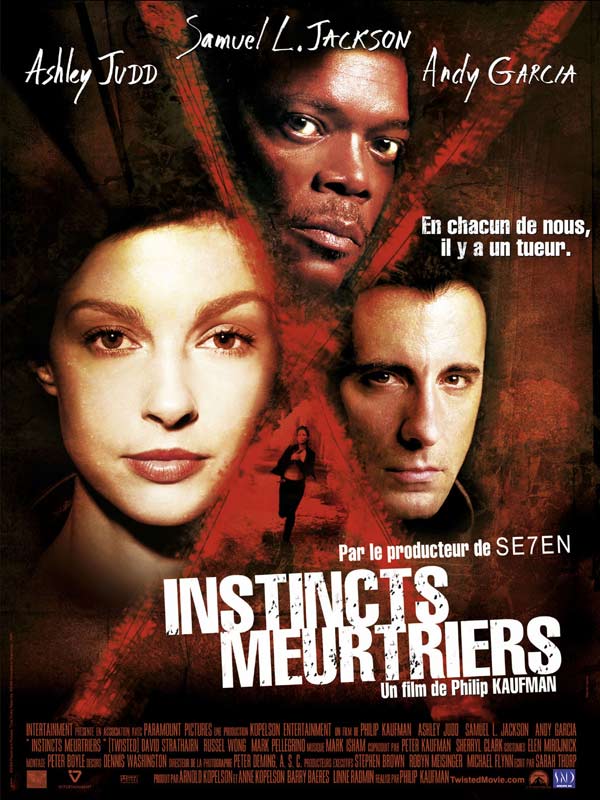 Samuel L. JACKSON
Ashley JUDD
Andy GARCIA
En chacun de nous,
il y a un tueur.
Par le producteur de SE7EN
INSTINCTS
MEURTRIERS
Un film de Philip KAUFMAN
INTERTAINMENT PRÉSENTE EN ASSOCIATION AVEC PARAMOUNT PICTURES UNE PRODUCTION KOPELSON ENTERTAINMENT UN FILM DE PHILIP KAUFMAN ASHLEY JUDD SAMUEL L. JACKSON ANDY GARCIA
"INSTINCTS MEURTRIERS" (TWISTED) DAVID STRATHAIRN RUSSEL WONG MARK PELLEGRINO MUSIQUE MARK ISHAM COPRODUIT PAR PETER KAUFMAN SHERRYL CLARK COSTUMES ELLEN MIROJNICK
MONTAGE PETER BOYLE DÉCORS DENNIS WASHINGTON DIRECTEUR DE LA PHOTOGRAPHIE PETER DEMING, A.S.C. PRODUCTEURS EXÉCUTIFS STEPHEN BROWN ROBYN MEISINGER MICHAEL FLYNN SARAH THORP
PRODUIT PAR ARNOLD KOPELSON ET ANNE KOPELSON BARRY BAERES LINNE RADMIN RÉALISÉ PAR PHILIP KAUFMAN TwistedMovie.com
INTERTAINMENT
SND